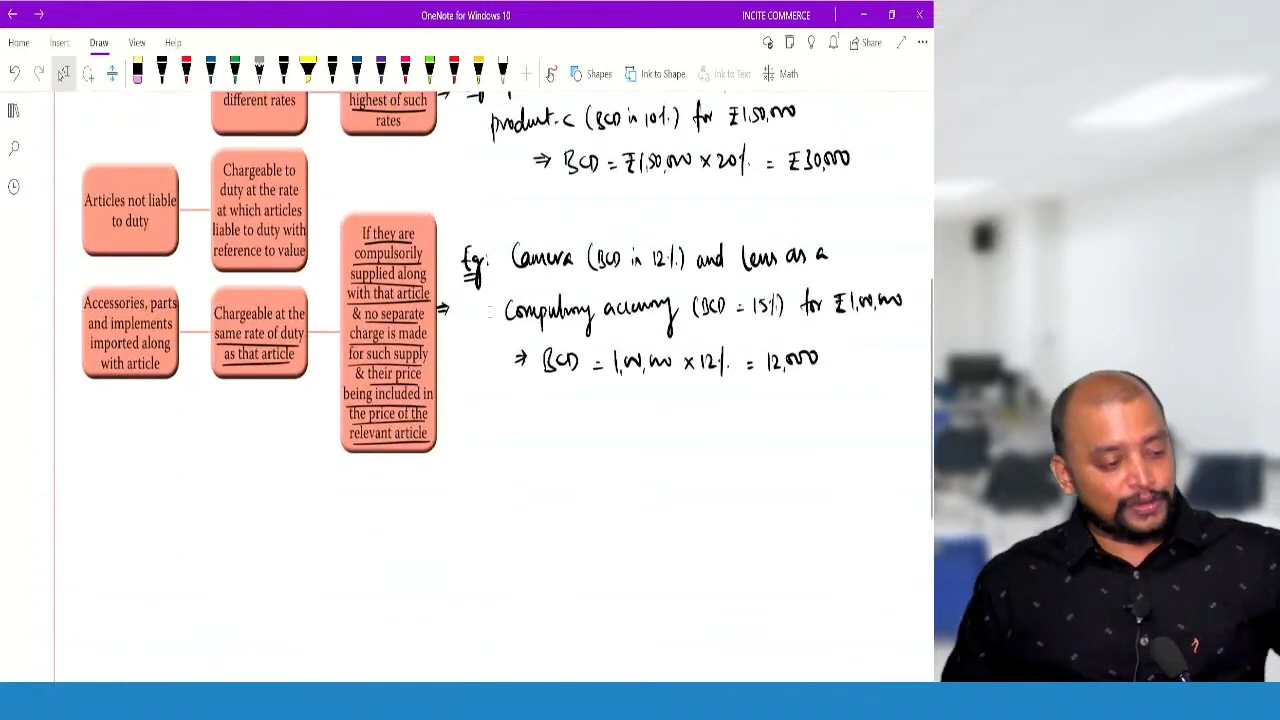 OneNote for Windows 10
INCITE COMMERCE
Home Insert Draw View Help
Share
Shapes Ink to Shape Ink to Text Math
different rates
highest of such
rates
product-C (BCD is 10%) for ₹1,50,000
⇒ BCD = ₹1,50,000 × 20% = ₹30,000
Articles not liable
to duty
Chargeable to
duty at the rate
at which articles
liable to duty with
reference to value
Accessories, parts
and implements
imported along
with article
Chargeable at the
same rate of duty
as that article
If they are
compulsorily
supplied along
with that article
& no separate
charge is made
for such supply
& their price
being included in
the price of the
relevant article
Eg: Camera (BCD is 12%) and Lens as a
⇒ compulsory accessory (BCD = 15%) for ₹1,00,000
⇒ BCD = 1,00,000 × 12% = 12,000